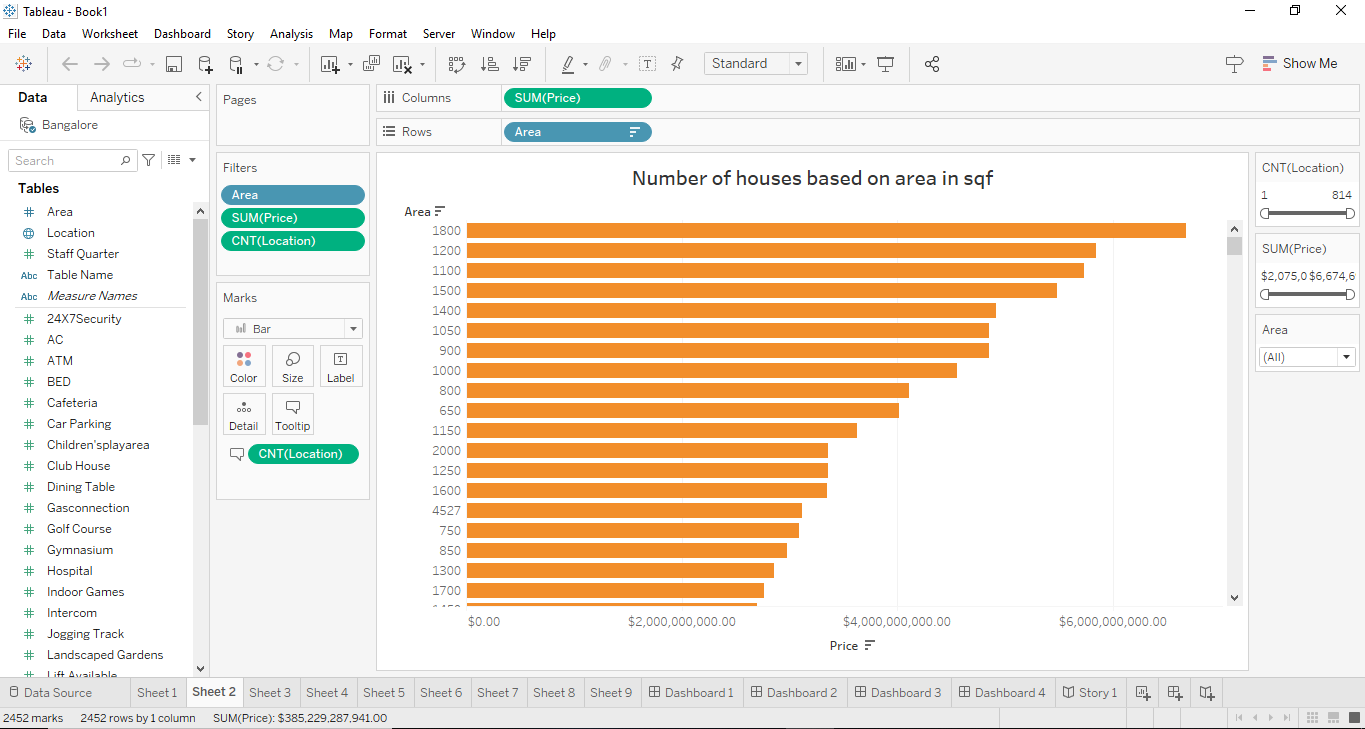 Tableau - Book1
File Data Worksheet Dashboard Story Analysis Map Format Server Window Help
Standard
Show Me
Data Analytics
Bangalore
Search
Tables
Area
Location
Staff Quarter
Abc Table Name
Abc Measure Names
24X7Security
AC
ATM
BED
Cafeteria
Car Parking
Children'splayarea
Club House
Dining Table
Gasconnection
Golf Course
Gymnasium
Hospital
Indoor Games
Intercom
Jogging Track
Landscaped Gardens
Lift Available
Pages
Filters
Area
SUM(Price)
CNT(Location)
Marks
Bar
Color Size Label
Detail Tooltip
CNT(Location)
Columns SUM(Price)
Rows Area
Number of houses based on area in sqf
Area
1800
1200
1100
1500
1400
1050
900
1000
800
650
1150
2000
1250
1600
4527
750
850
1300
1700
$0.00 $2,000,000,000.00 $4,000,000,000.00 $6,000,000,000.00
Price
CNT(Location)
1 814
SUM(Price)
$2,075,0 $6,674,6
Area
(All)
Data Source Sheet 1 Sheet 2 Sheet 3 Sheet 4 Sheet 5 Sheet 6 Sheet 7 Sheet 8 Sheet 9 Dashboard 1 Dashboard 2 Dashboard 3 Dashboard 4 Story 1
2452 marks 2452 rows by 1 column SUM(Price): $385,229,287,941.00